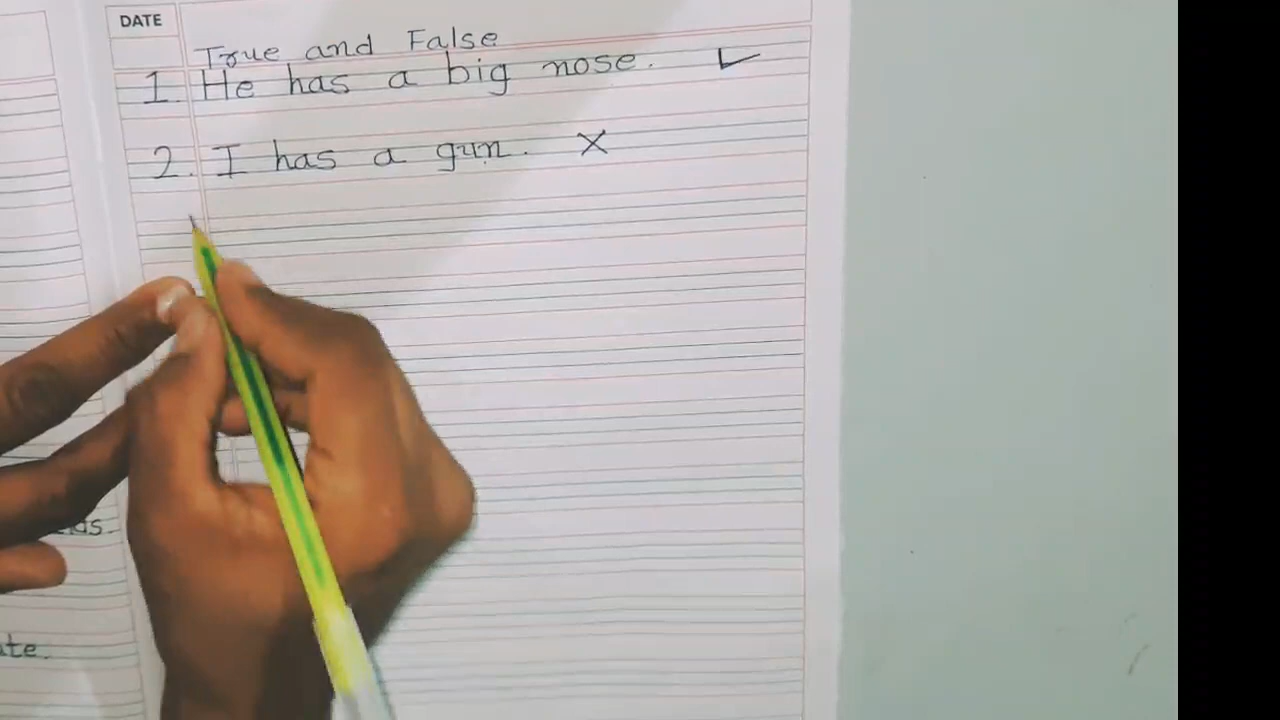 DATE
True and False
1. He has a big nose. ✓
2. I has a gun. X